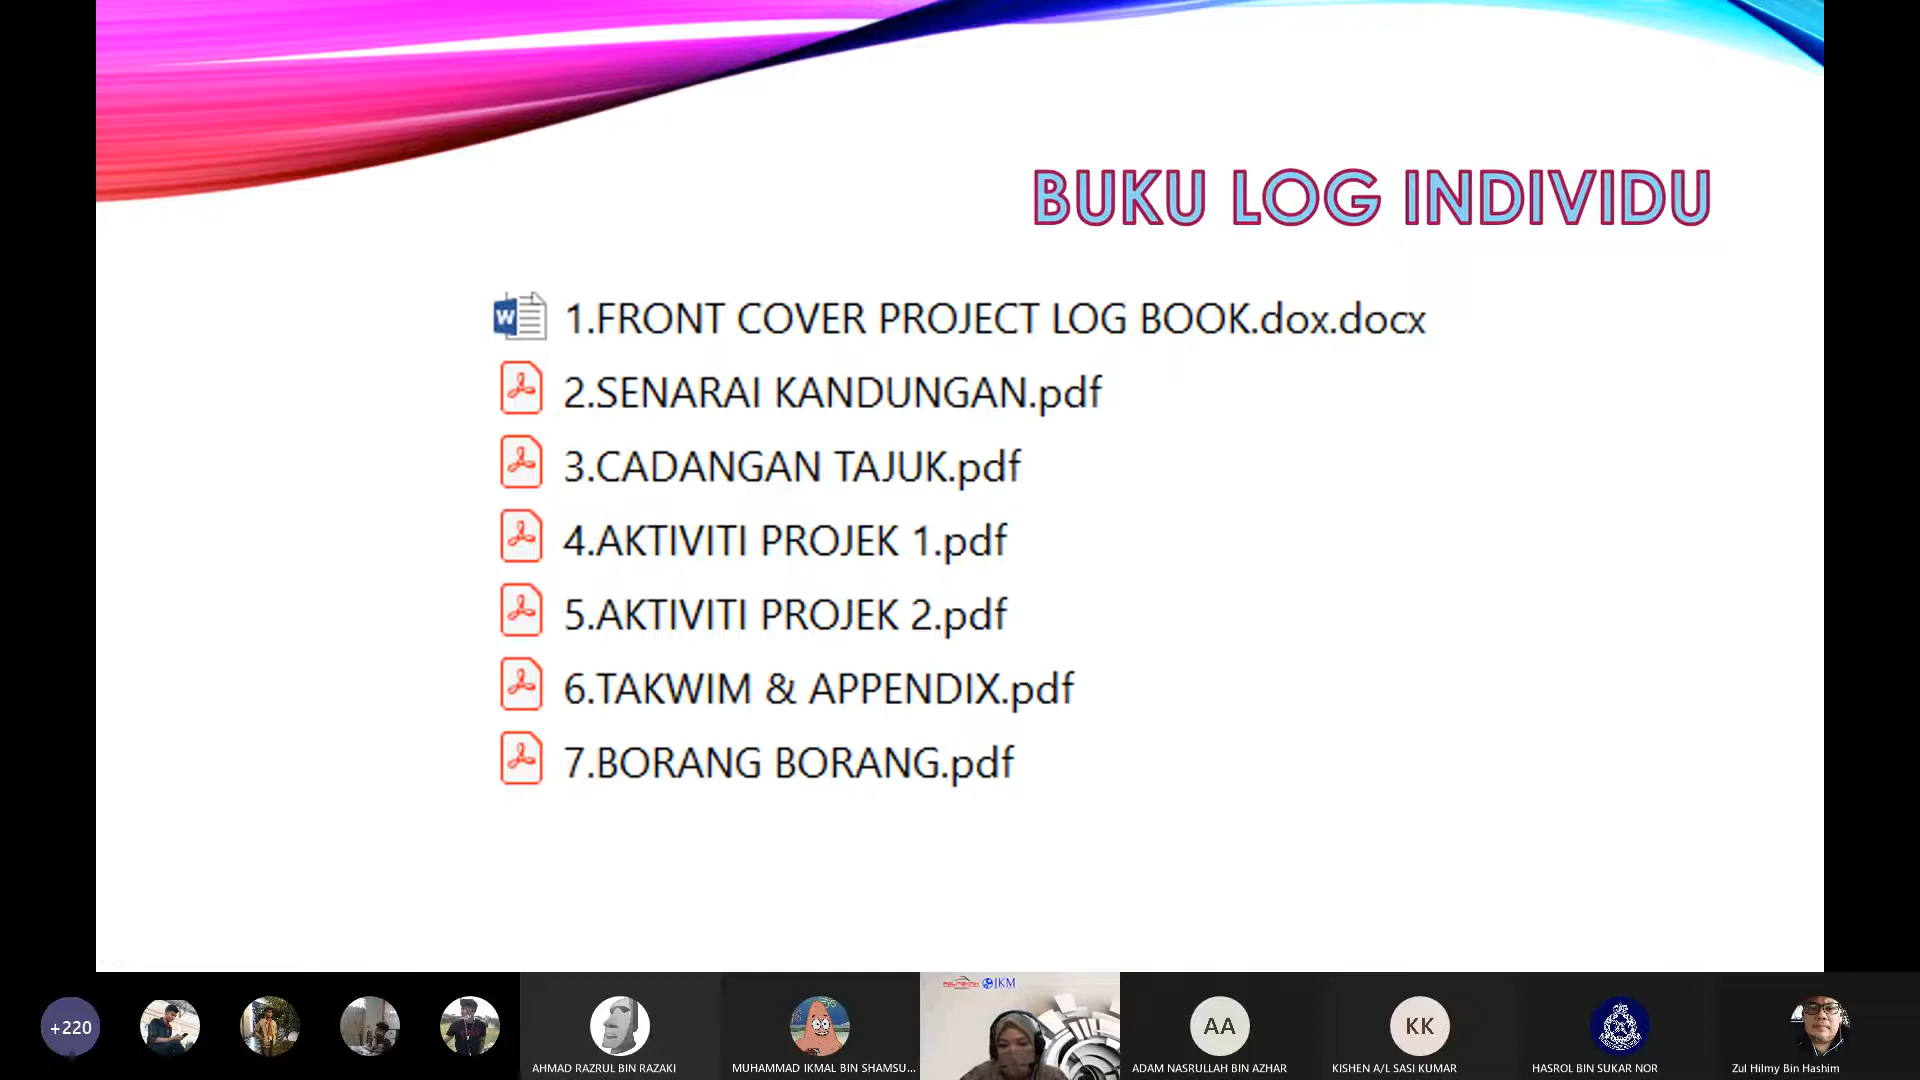 BUKU LOG INDIVIDU
1.FRONT COVER PROJECT LOG BOOK.dox.docx
2.SENARAI KANDUNGAN.pdf
3.CADANGAN TAJUK.pdf
4.AKTIVITI PROJEK 1.pdf
5.AKTIVITI PROJEK 2.pdf
6.TAKWIM & APPENDIX.pdf
7.BORANG BORANG.pdf
POLITEKNIK JKM
+220
AA
KK
AHMAD RAZRUL BIN RAZAKI
MUHAMMAD IKMAL BIN SHAMSU...
ADAM NASRULLAH BIN AZHAR
KISHEN A/L SASI KUMAR
HASROL BIN SUKAR NOR
Zul Hilmy Bin Hashim